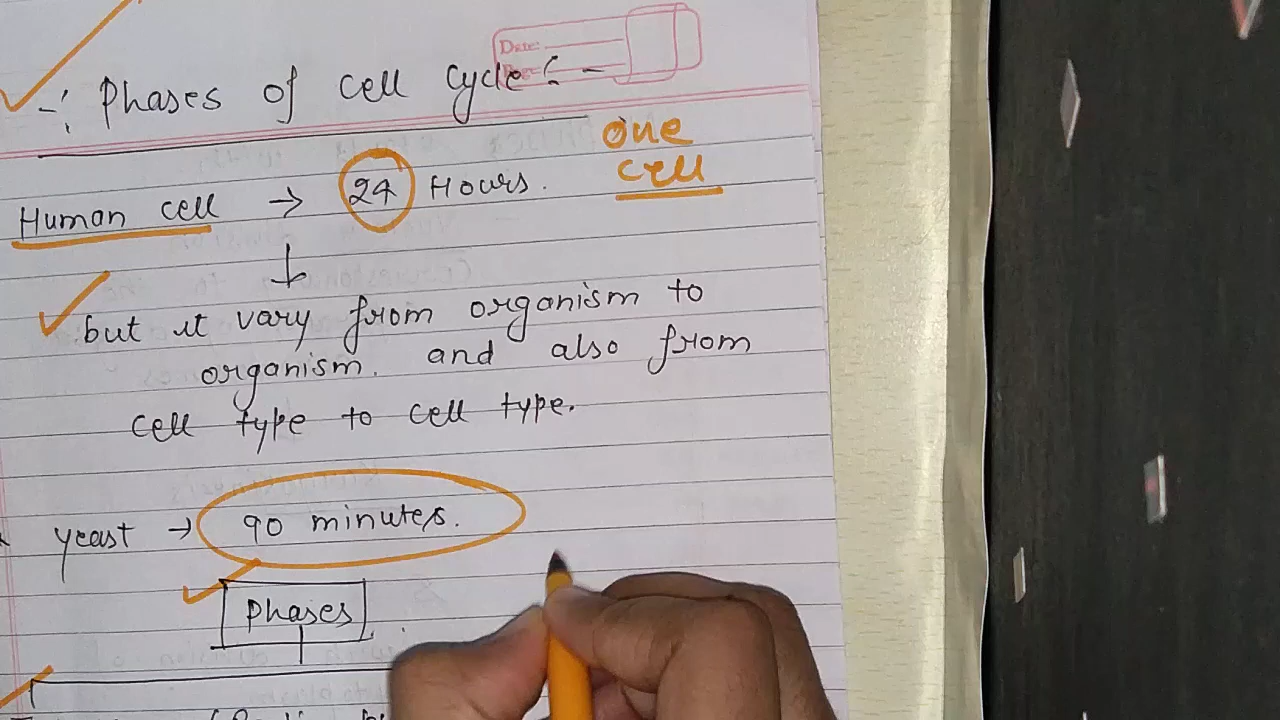 Date:
-: Phases of cell cycle: -
one
cell
Human cell → 24 Hours.
but it vary from organism to
organism. and also from
cell type to cell type.
yeast → 90 minutes.
Phases